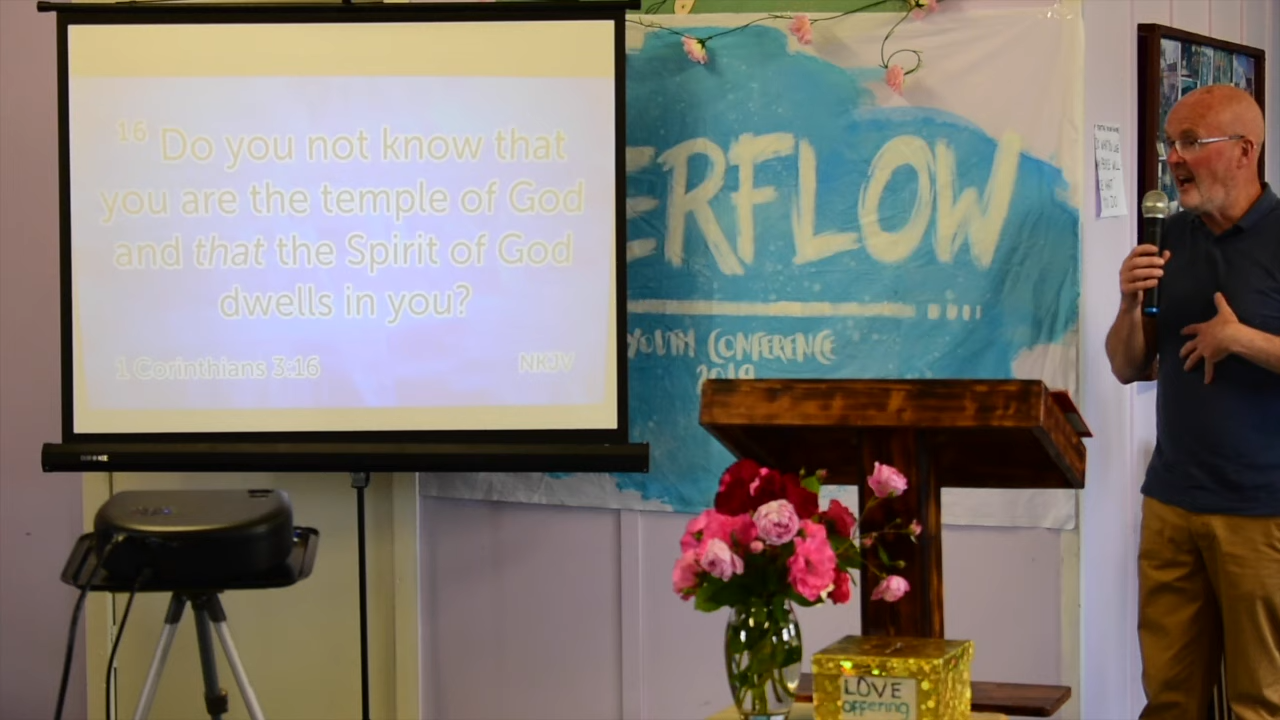 16 Do you not know that
you are the temple of God
and that the Spirit of God
dwells in you?
1 Corinthians 3:16 NKJV
ERFLOW
YOUTH CONFERENCE
2019
LOVE
offering